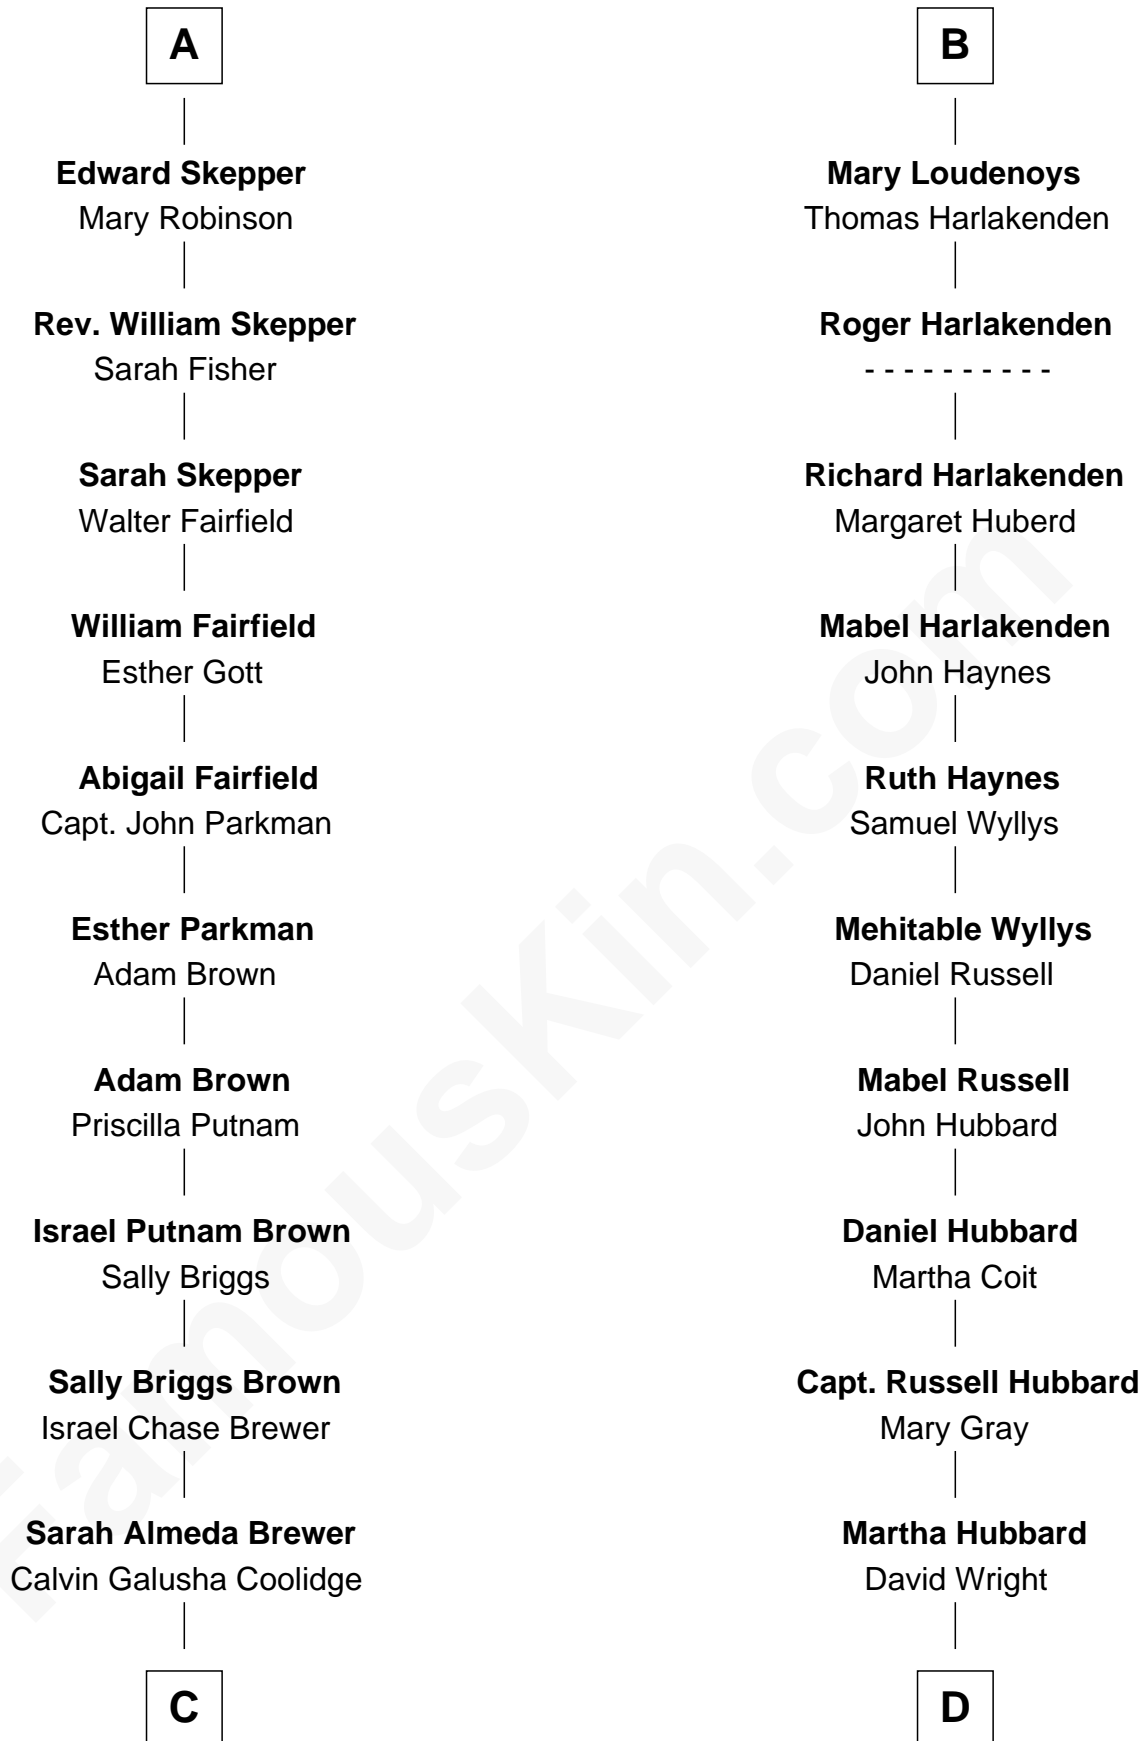 A
Edward Skepper
Mary Robinson
Rev. William Skepper
Sarah Fisher
Sarah Skepper
Walter Fairfield
William Fairfield
Esther Gott
Abigail Fairfield
Capt. John Parkman
Esther Parkman
Adam Brown
Adam Brown
Priscilla Putnam
Israel Putnam Brown
Sally Briggs
Sally Briggs Brown
Israel Chase Brewer
Sarah Almeda Brewer
Calvin Galusha Coolidge
C
B
Mary Loudenoys
Thomas Harlakenden
Roger Harlakenden
- - - - - - - - - -
Richard Harlakenden
Margaret Huberd
Mabel Harlakenden
John Haynes
Ruth Haynes
Samuel Wyllys
Mehitable Wyllys
Daniel Russell
Mabel Russell
John Hubbard
Daniel Hubbard
Martha Coit
Capt. Russell Hubbard
Mary Gray
Martha Hubbard
David Wright
D
FamousKin.com